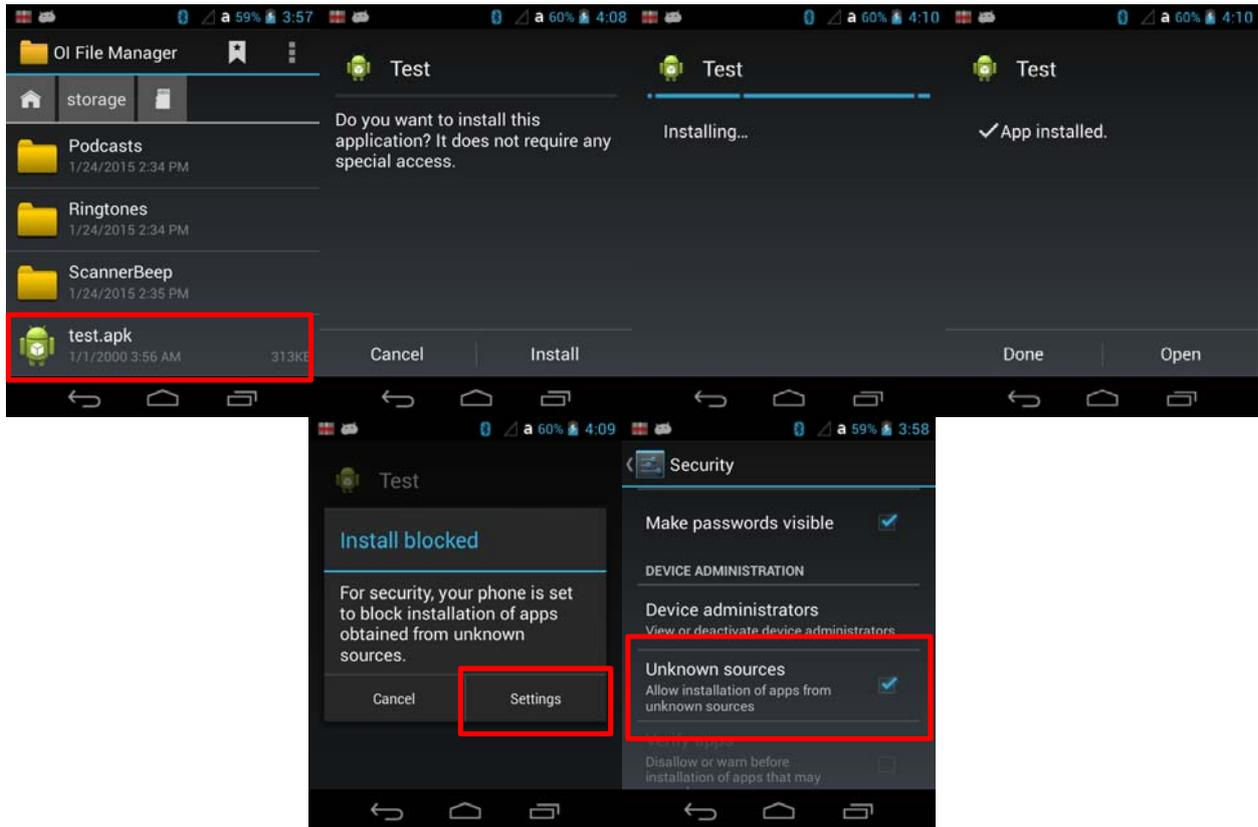 a 59% 3:57
OI File Manager
storage
Podcasts
1/24/2015 2:34 PM
Ringtones
1/24/2015 2:34 PM
ScannerBeep
1/24/2015 2:35 PM
test.apk
1/1/2000 3:56 AM 313KB
a 60% 4:08
Test
Do you want to install this
application? It does not require any
special access.
Cancel Install
a 60% 4:10
Test
Installing...
a 60% 4:10
Test
App installed.
Done Open
a 60% 4:09
Test
Install blocked
For security, your phone is set
to block installation of apps
obtained from unknown
sources.
Cancel Settings
a 59% 3:58
Security
Make passwords visible
DEVICE ADMINISTRATION
Device administrators
View or deactivate device administrators
Unknown sources
Allow installation of apps from
unknown sources
Verify apps
Disallow or warn before
installation of apps that may